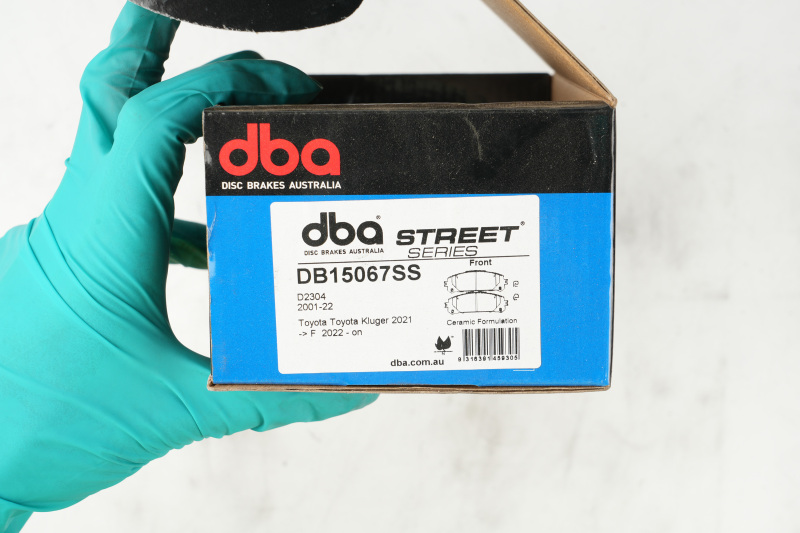 dba
DISC BRAKES AUSTRALIA
dba®
DISC BRAKES AUSTRALIA
STREET®
SERIES
DB15067SS
Front
D2304
2001-22
Toyota Toyota Kluger 2021
-> F 2022 - on
Ceramic Formulation
dba.com.au
9316391459305